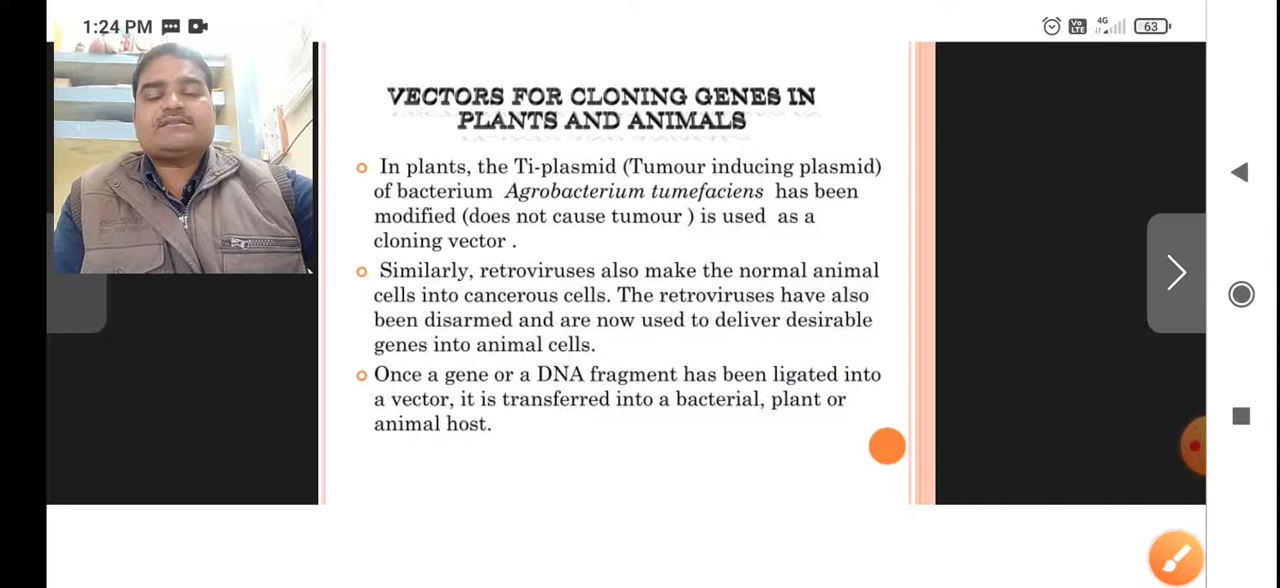 1:24 PM
Vo
LTE
4G
63
VECTORS FOR CLONING GENES IN
PLANTS AND ANIMALS
In plants, the Ti-plasmid (Tumour inducing plasmid)
of bacterium Agrobacterium tumefaciens has been
modified (does not cause tumour ) is used as a
cloning vector .
Similarly, retroviruses also make the normal animal
cells into cancerous cells. The retroviruses have also
been disarmed and are now used to deliver desirable
genes into animal cells.
Once a gene or a DNA fragment has been ligated into
a vector, it is transferred into a bacterial, plant or
animal host.